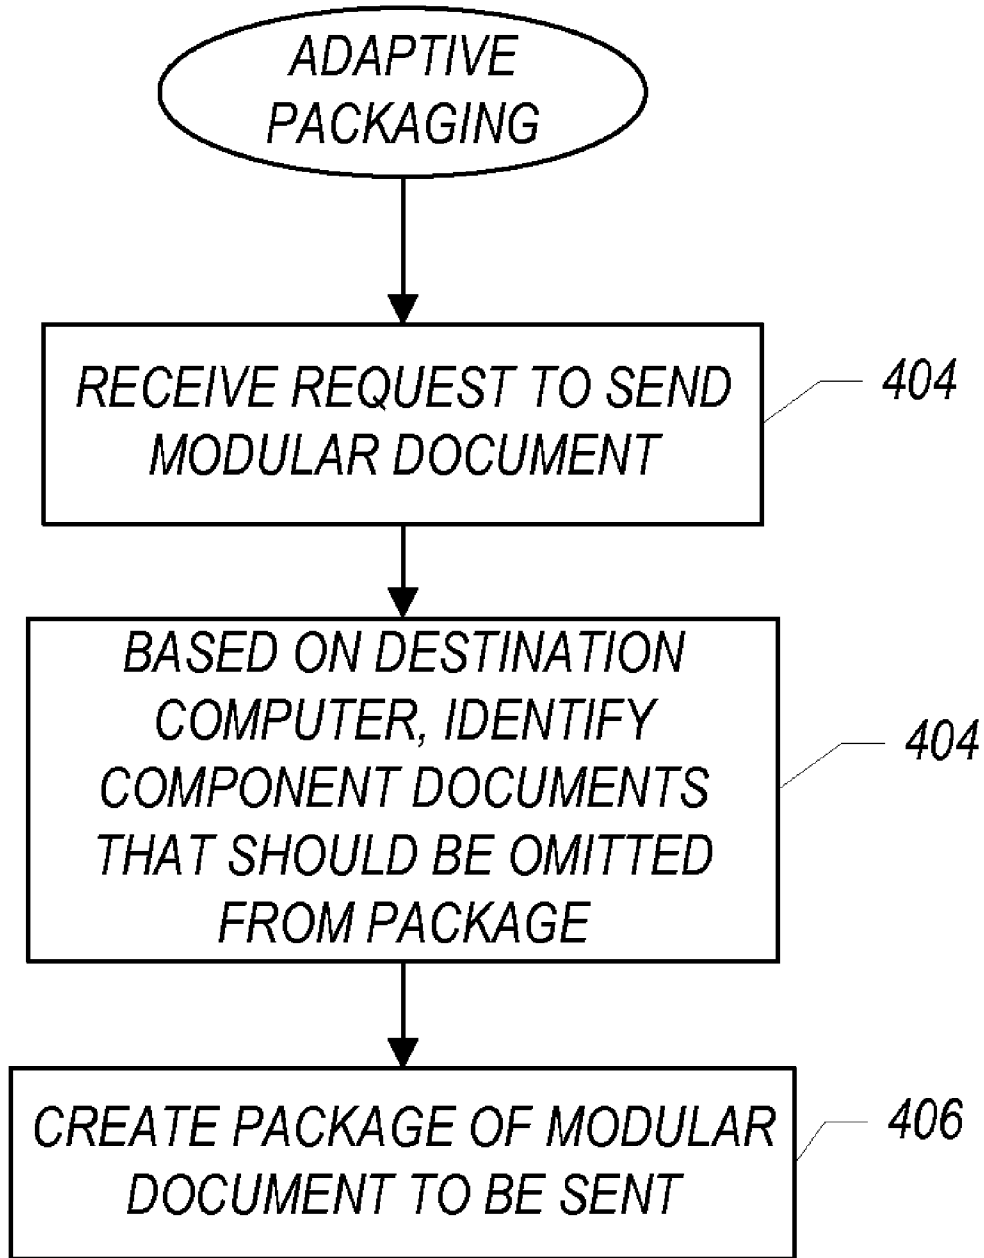 ADAPTIVE
PACKAGING
RECEIVE REQUEST TO SEND
MODULAR DOCUMENT
404
BASED ON DESTINATION
COMPUTER, IDENTIFY
COMPONENT DOCUMENTS
THAT SHOULD BE OMITTED
FROM PACKAGE
404
CREATE PACKAGE OF MODULAR
DOCUMENT TO BE SENT
406